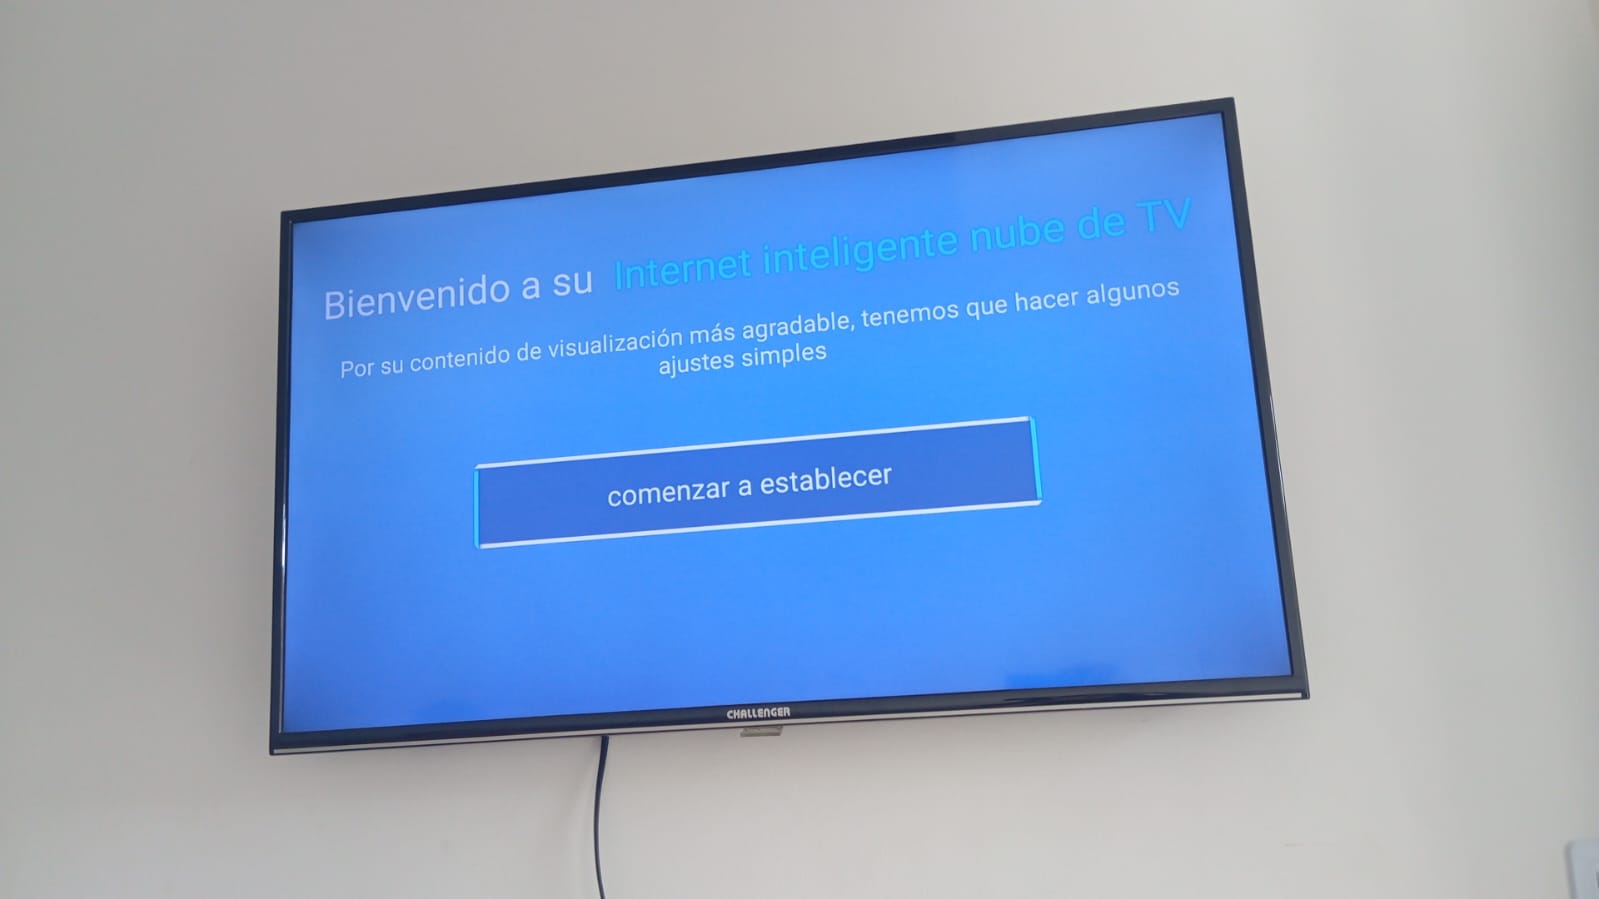 Bienvenido a su Internet inteligente nube de TV
Por su contenido de visualización más agradable, tenemos que hacer algunos
ajustes simples
comenzar a establecer
CHALLENGER